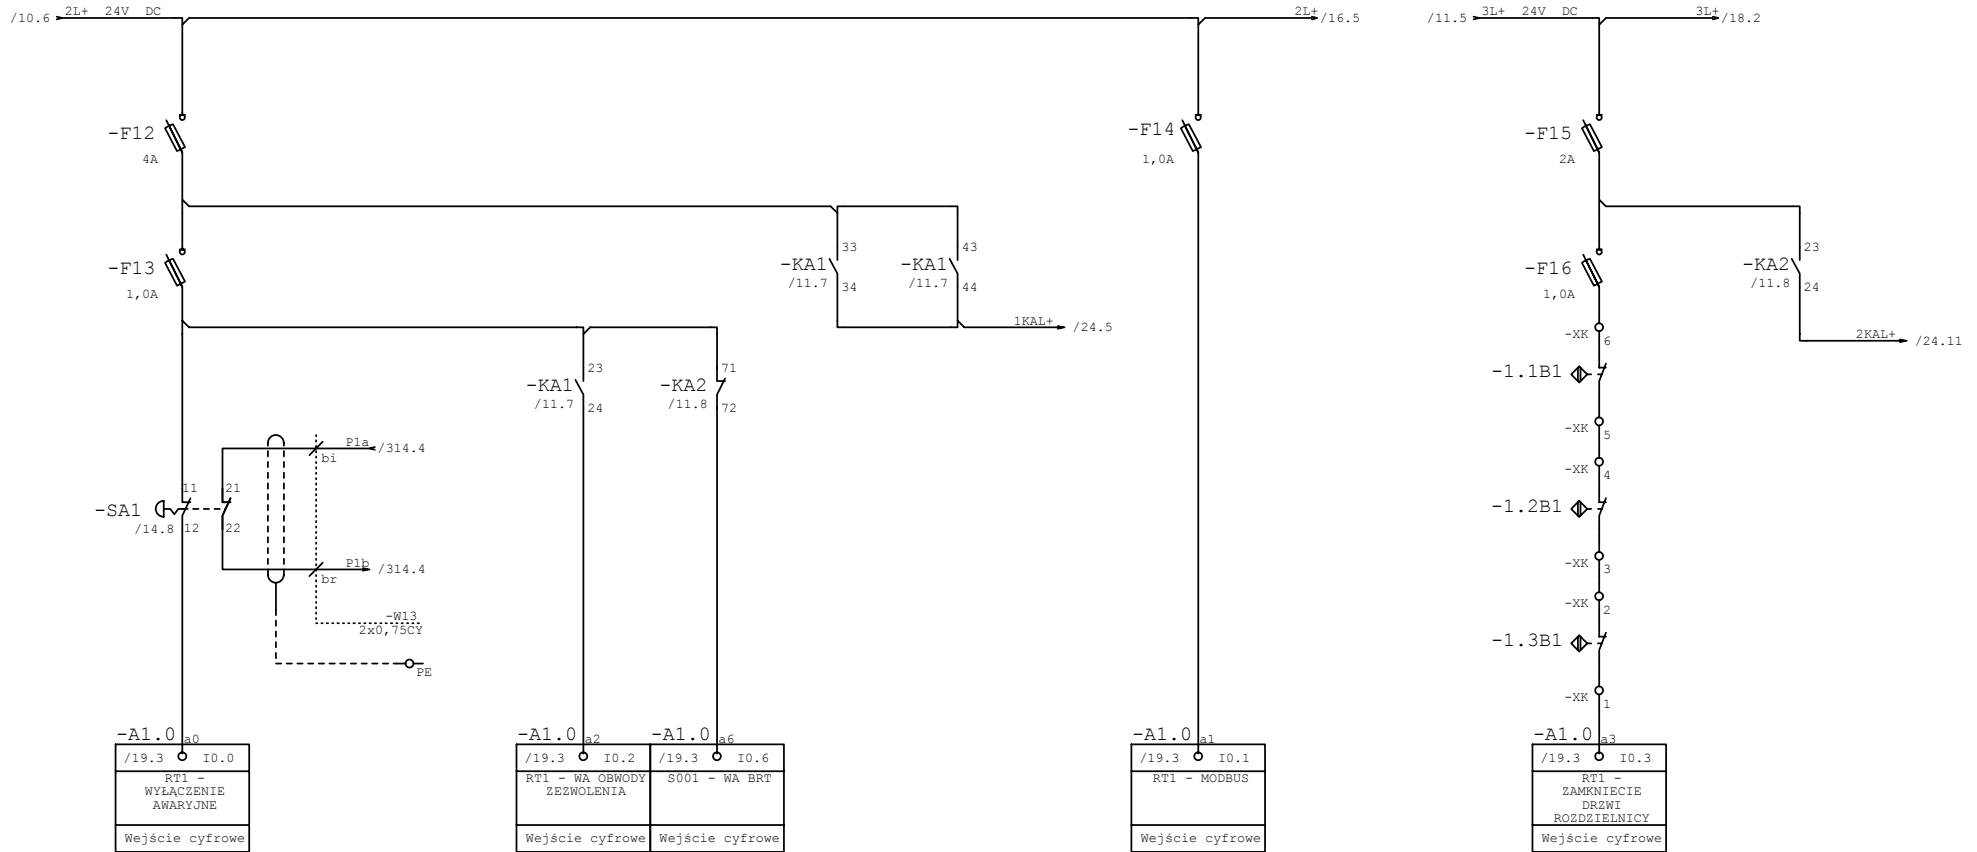 /10.6 2L+ 24V DC 2L+ /16.5 /11.5 3L+ 24V DC 3L+ /18.2
-F12
4A
-F14
1,0A
-F15
2A
-F13
1,0A
33
-KA1
/11.7
34
43
-KA1
/11.7
44
1KAL+ /24.5
-F16
1,0A
23
-KA2
/11.8
24
2KAL+ /24.11
23
-KA1
/11.7
24
71
-KA2
/11.8
72
-XK 6
-1.1B1
-XK 5
-XK 4
-1.2B1
-XK 3
-XK 2
-1.3B1
-XK 1
P1a /314.4
bi
11 21
-SA1
/14.8 12 22
P1b /314.4
br
-W13
2x0,75CY
PE
-A1.0 a0
/19.3 I0.0
RT1 -
WYŁĄCZENIE
AWARYJNE
Wejście cyfrowe
-A1.0 a2
/19.3 I0.2
RT1 - WA OBWODY
ZEZWOLENIA
Wejście cyfrowe
-A1.0 a6
/19.3 I0.6
S001 - WA BRT
Wejście cyfrowe
-A1.0 a1
/19.3 I0.1
RT1 - MODBUS
Wejście cyfrowe
-A1.0 a3
/19.3 I0.3
RT1 -
ZAMKNIECIE
DRZWI
ROZDZIELNICY
Wejście cyfrowe